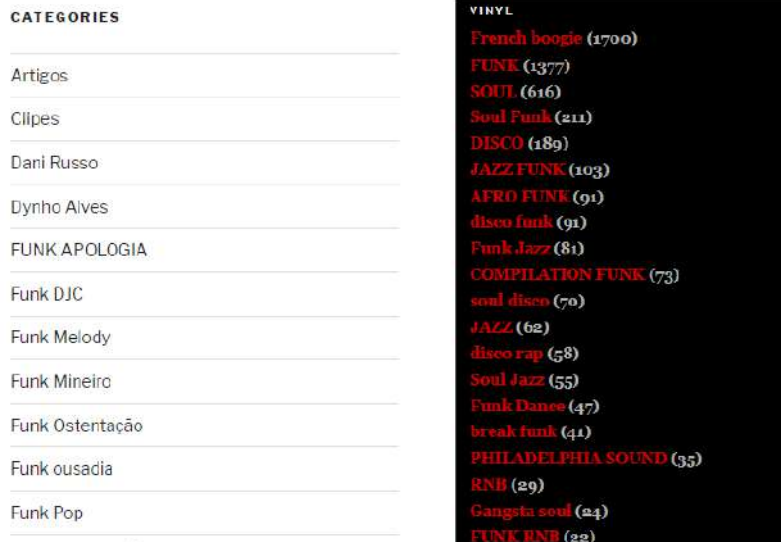 CATEGORIES
Artigos
Clipes
Dani Russo
Dynho Alves
FUNK APOLOGIA
Funk DJC
Funk Melody
Funk Mineiro
Funk Ostentação
Funk ousadia
Funk Pop
VINYL
French boogie (1700)
FUNK (1377)
SOUL (616)
Soul Funk (211)
DISCO (189)
JAZZ FUNK (103)
AFRO FUNK (91)
disco funk (91)
Funk Jazz (81)
COMPILATION FUNK (73)
soul disco (70)
JAZZ (62)
disco rap (58)
Soul Jazz (55)
Funk Dance (47)
break funk (41)
PHILADELPHIA SOUND (35)
RNB (29)
Gangsta soul (24)
FUNK RNB (22)